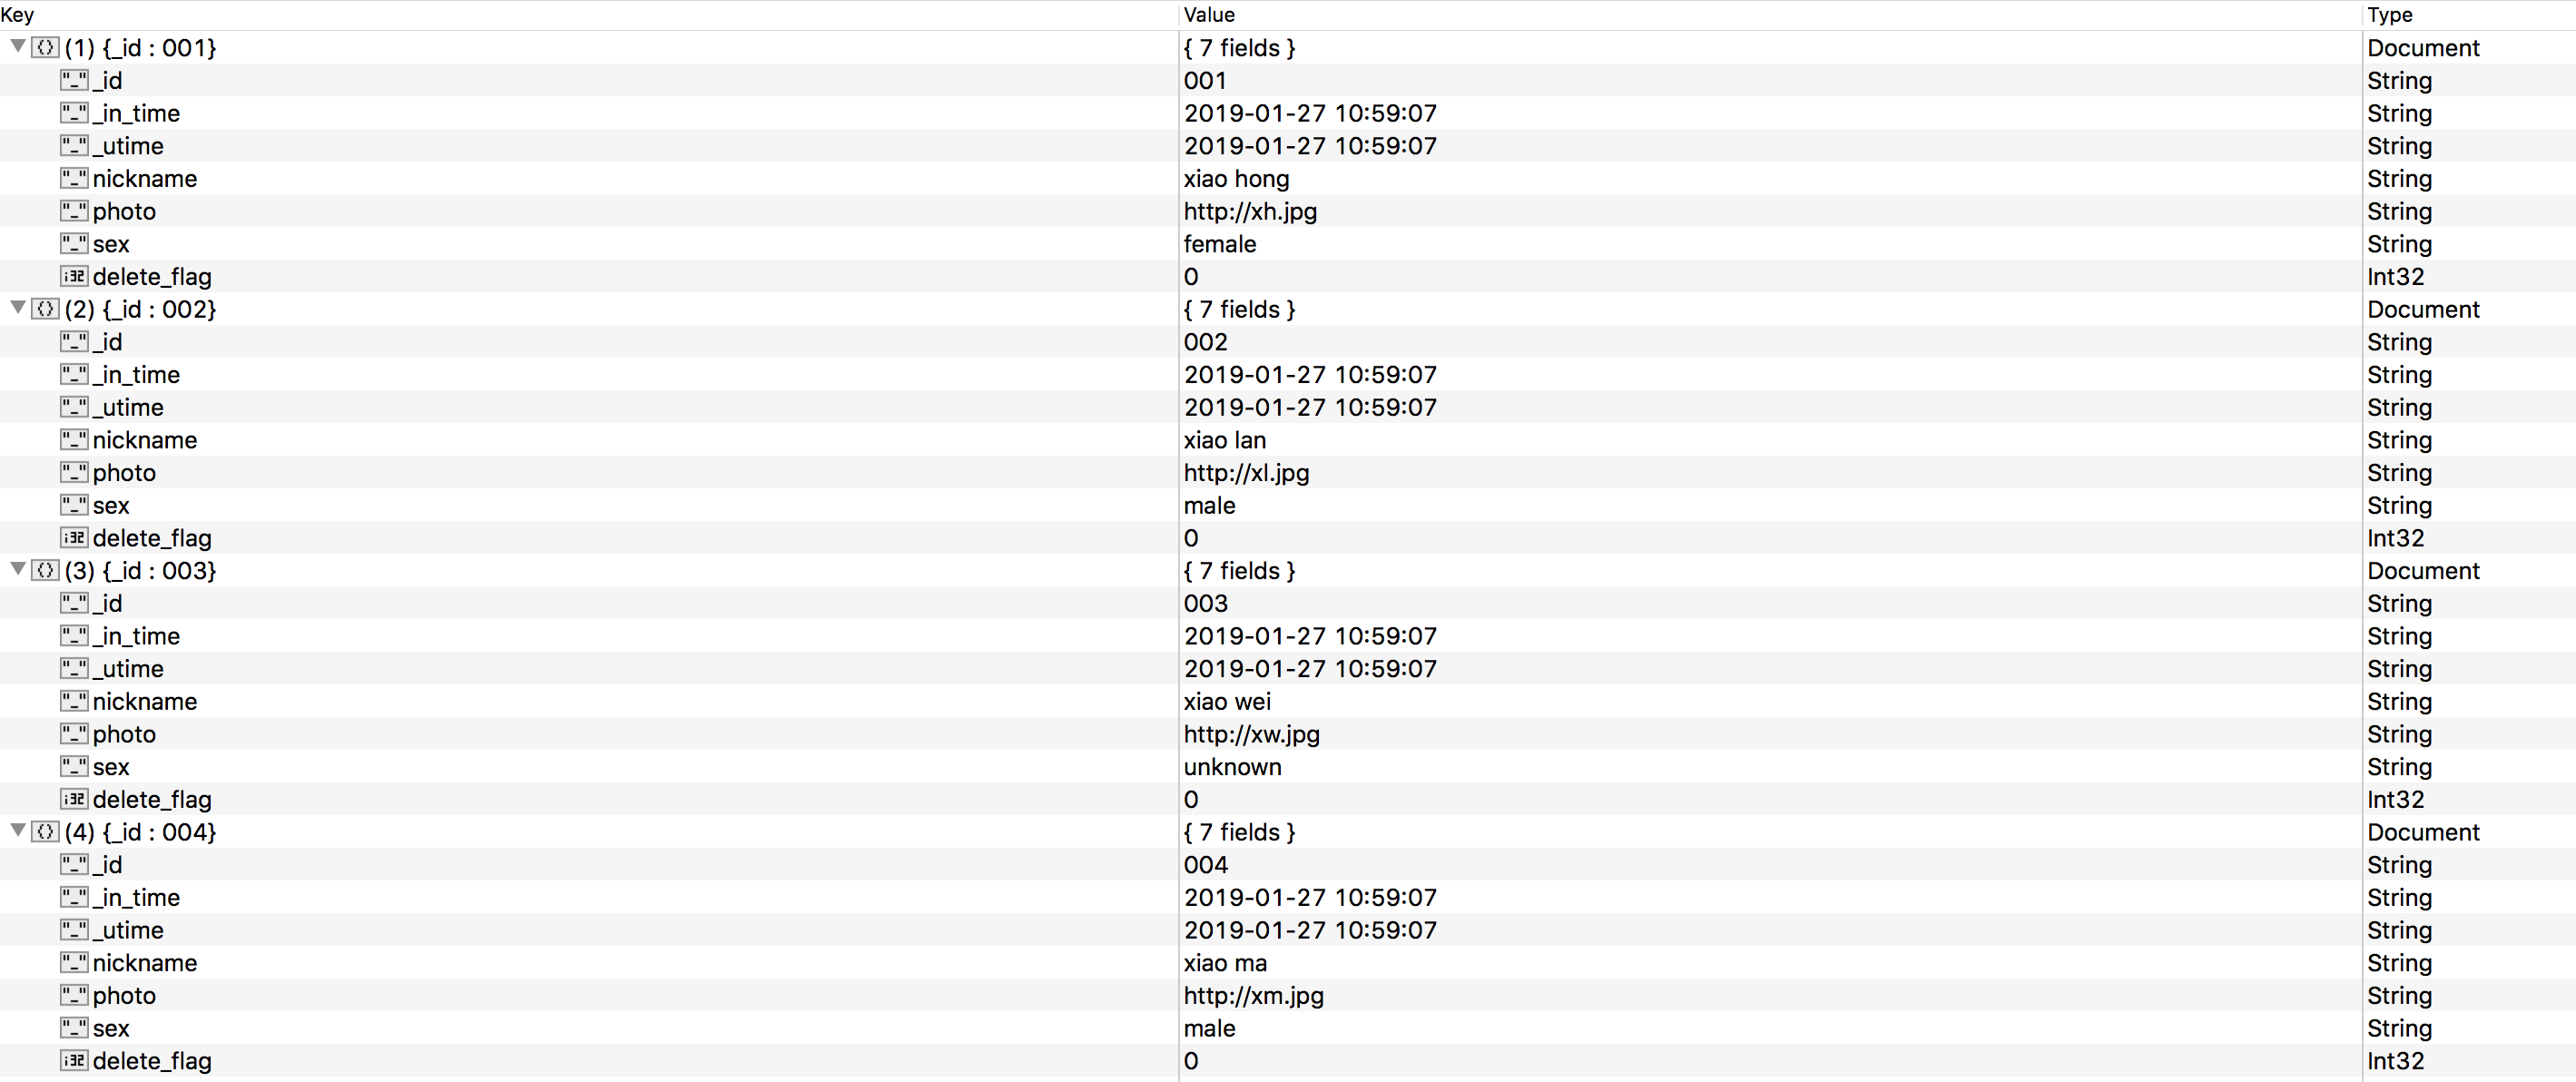 Key Value Type
(1) {_id : 001} { 7 fields } Document
"_" _id 001 String
"_" _in_time 2019-01-27 10:59:07 String
"_" _utime 2019-01-27 10:59:07 String
"_" nickname xiao hong String
"_" photo http://xh.jpg String
"_" sex female String
i32 delete_flag 0 Int32
(2) {_id : 002} { 7 fields } Document
"_" _id 002 String
"_" _in_time 2019-01-27 10:59:07 String
"_" _utime 2019-01-27 10:59:07 String
"_" nickname xiao lan String
"_" photo http://xl.jpg String
"_" sex male String
i32 delete_flag 0 Int32
(3) {_id : 003} { 7 fields } Document
"_" _id 003 String
"_" _in_time 2019-01-27 10:59:07 String
"_" _utime 2019-01-27 10:59:07 String
"_" nickname xiao wei String
"_" photo http://xw.jpg String
"_" sex unknown String
i32 delete_flag 0 Int32
(4) {_id : 004} { 7 fields } Document
"_" _id 004 String
"_" _in_time 2019-01-27 10:59:07 String
"_" _utime 2019-01-27 10:59:07 String
"_" nickname xiao ma String
"_" photo http://xm.jpg String
"_" sex male String
i32 delete_flag 0 Int32